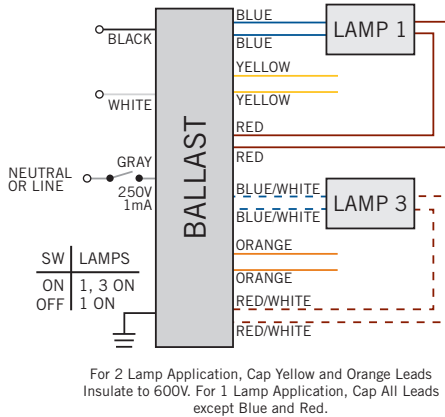 BLACK
WHITE
NEUTRAL
OR LINE
GRAY
250V
1mA
SW LAMPS
ON 1, 3 ON
OFF 1 ON
BALLAST
BLUE
BLUE
LAMP 1
YELLOW
YELLOW
RED
RED
BLUE/WHITE
BLUE/WHITE
LAMP 3
ORANGE
ORANGE
RED/WHITE
RED/WHITE
For 2 Lamp Application, Cap Yellow and Orange Leads
Insulate to 600V. For 1 Lamp Application, Cap All Leads
except Blue and Red.